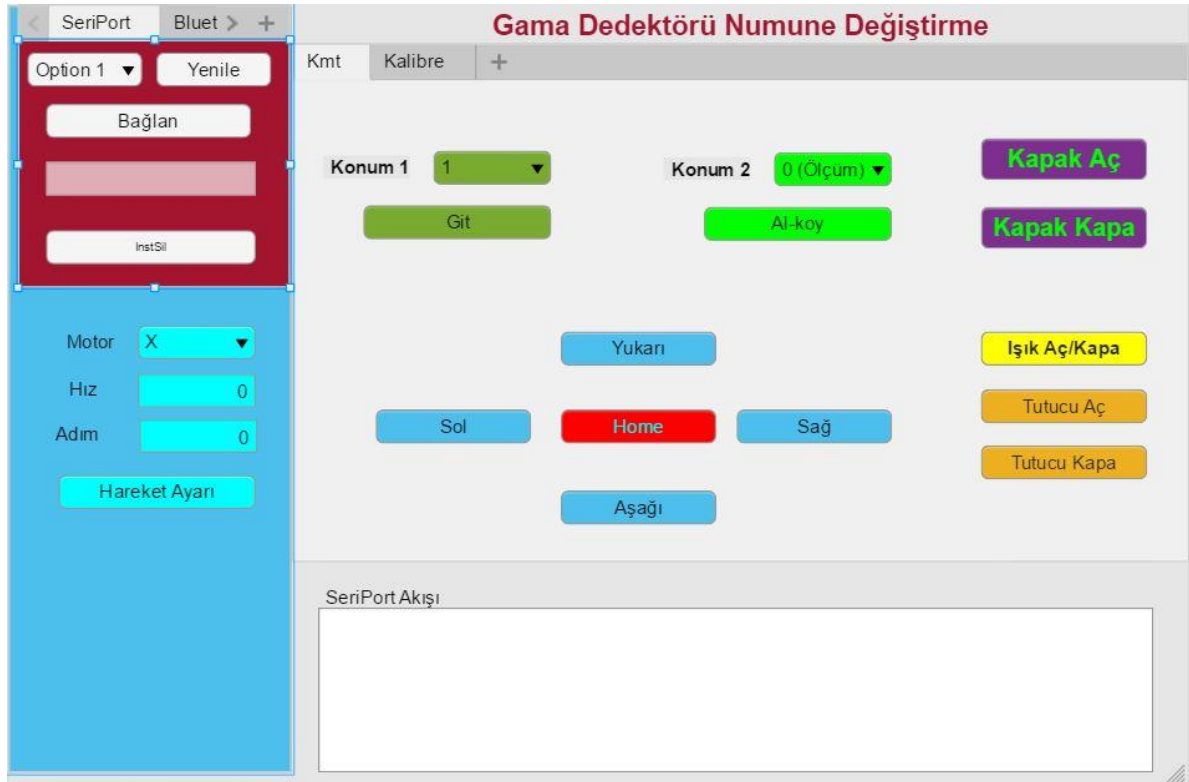 SeriPort Bluet
Gama Dedektörü Numune Değiştirme
Option 1 Yenile
Bağlan
InstSil
Motor X
Hız 0
Adım 0
Hareket Ayarı
Kmt Kalibre
Konum 1 1
Git
Konum 2 0 (Ölçüm)
Al-koy
Kapak Aç
Kapak Kapa
Yukarı
Sol Home Sağ
Aşağı
Işık Aç/Kapa
Tutucu Aç
Tutucu Kapa
SeriPort Akışı